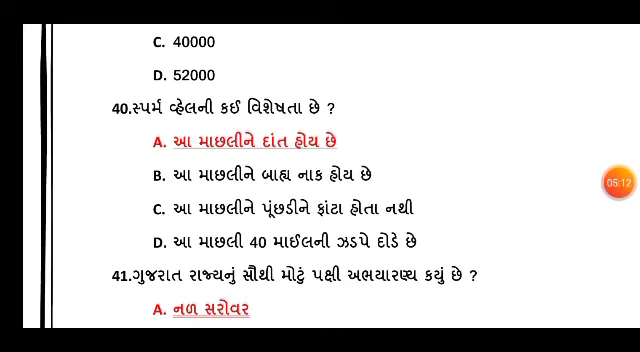 C. 40000
D. 52000
40.સ્પર્મ વ્હેલની કઈ વિશેષતા છે ?
A. આ માછલીને દાંત હોય છે
B. આ માછલીને બાહ્ય નાક હોય છે
C. આ માછલીને પૂંછડીને ફાંટા હોતા નથી
D. આ માછલી 40 માઈલની ઝડપે દોડે છે
05:12
41.ગુજરાત રાજ્યનું સૌથી મોટું પક્ષી અભયારણ્ય કયું છે ?
A. નળ સરોવર